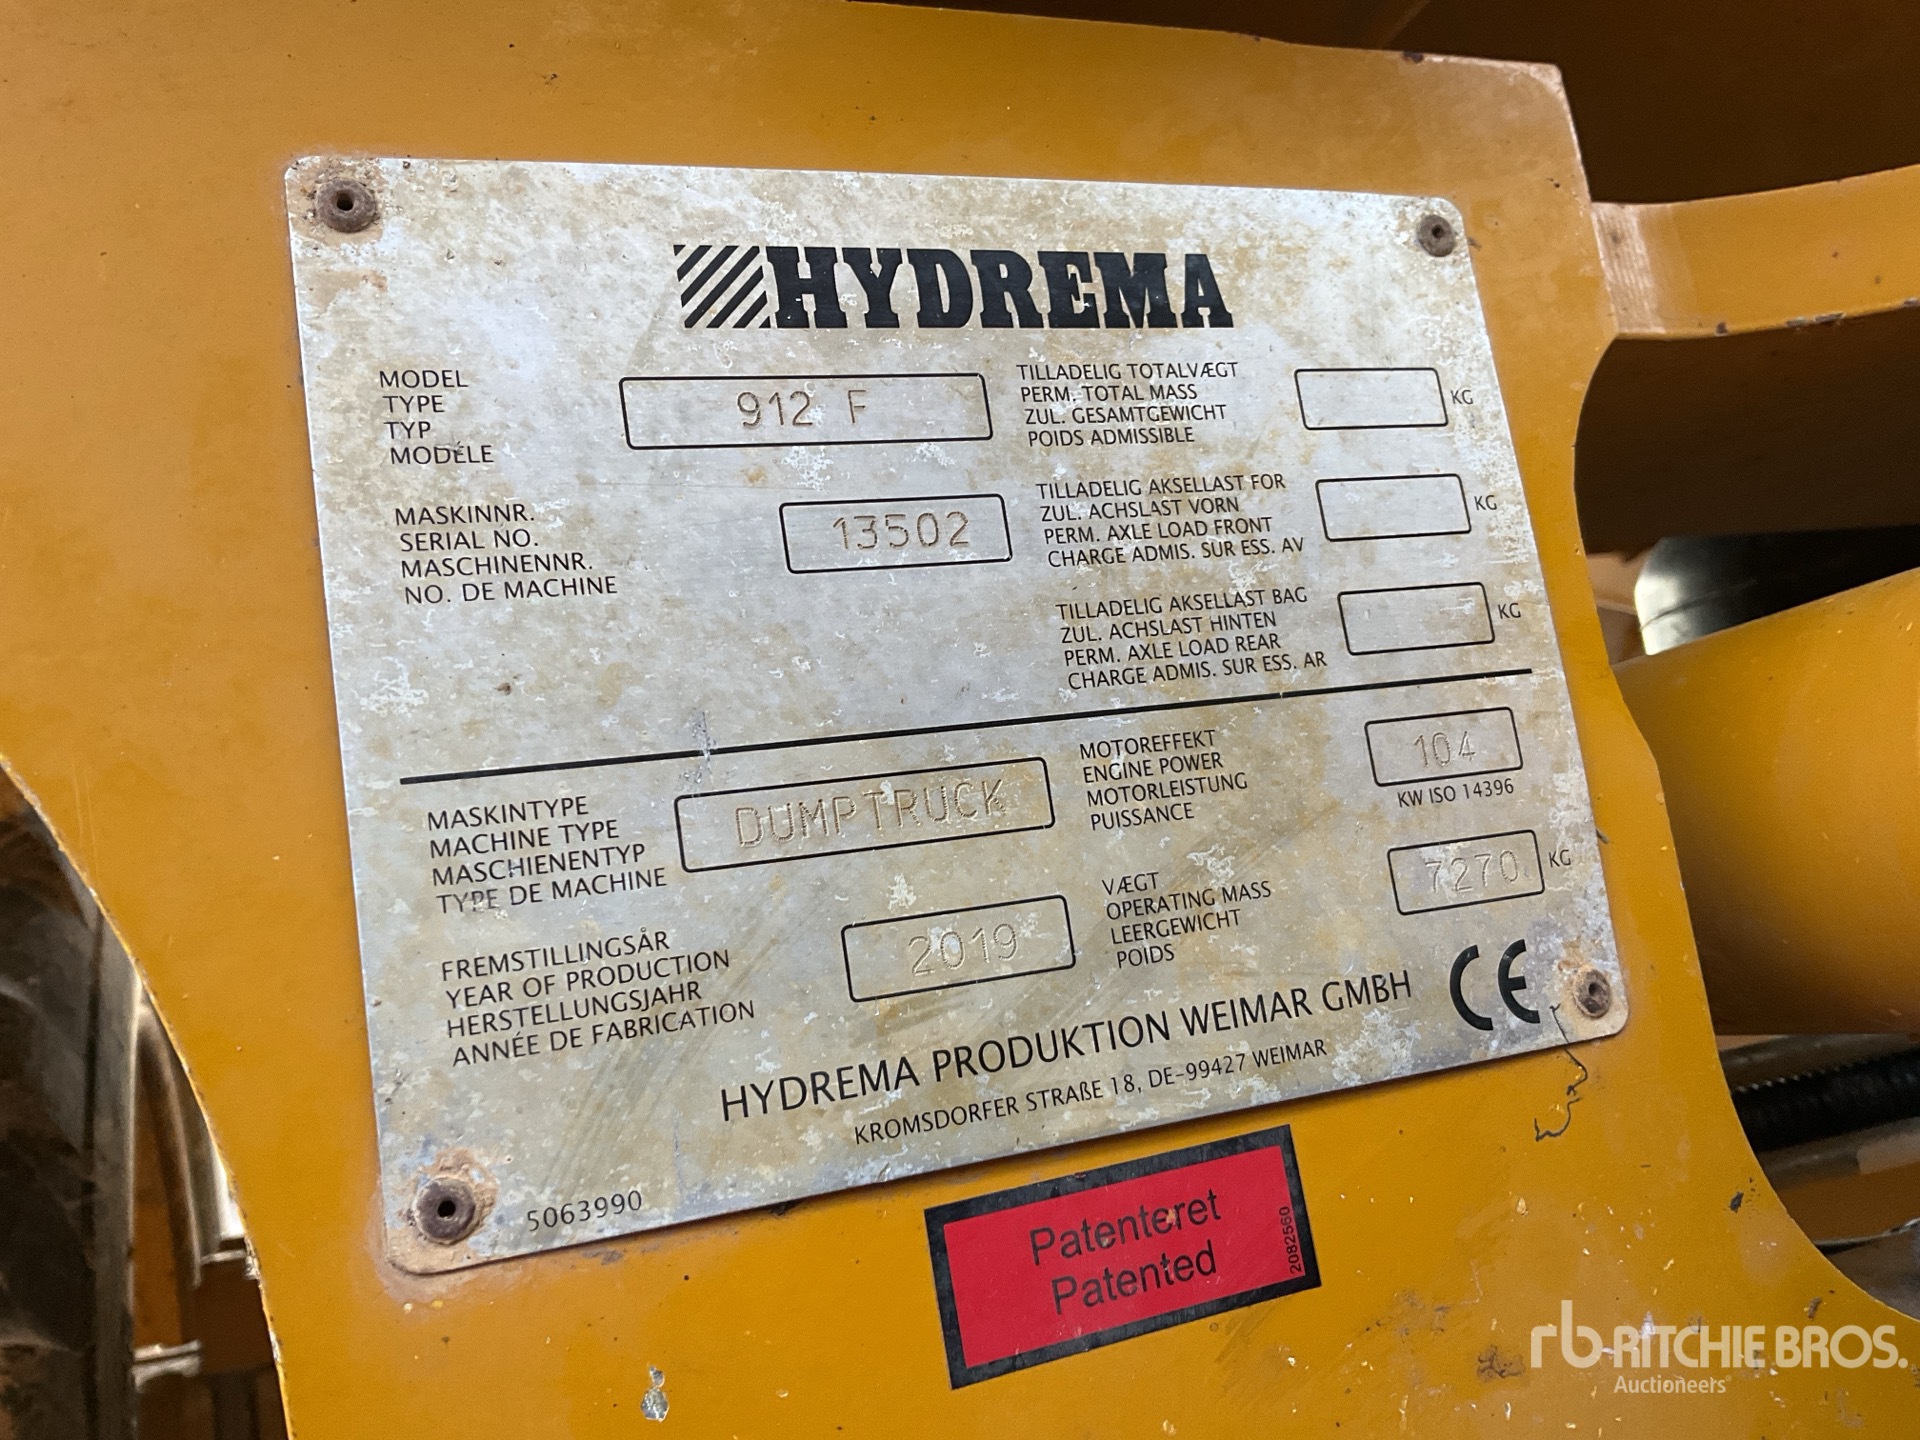 HYDREMA
MODEL
TYPE
TYP
MODÉLE
912 F
MASKINNR.
SERIAL NO.
MASCHINENNR.
NO. DE MACHINE
13502
TILLADELIG TOTALVÆGT
PERM. TOTAL MASS
ZUL. GESAMTGEWICHT
POIDS ADMISSIBLE
KG
TILLADELIG AKSELLAST FOR
ZUL. ACHSLAST VORN
PERM. AXLE LOAD FRONT
CHARGE ADMIS. SUR ESS. AV
KG
TILLADELIG AKSELLAST BAG
ZUL. ACHSLAST HINTEN
PERM. AXLE LOAD REAR
CHARGE ADMIS. SUR ESS. AR
KG
MASKINTYPE
MACHINE TYPE
MASCHIENENTYP
TYPE DE MACHINE
DUMPTRUCK
FREMSTILLINGSÅR
YEAR OF PRODUCTION
HERSTELLUNGSJAHR
ANNÉE DE FABRICATION
2019
MOTOREFFEKT
ENGINE POWER
MOTORLEISTUNG
PUISSANCE
104
KW ISO 14396
VÆGT
OPERATING MASS
LEERGEWICHT
POIDS
7270
KG
HYDREMA PRODUKTION WEIMAR GMBH
KROMSDORFER STRAßE 18, DE-99427 WEIMAR
CE
5063990
Patenteret
Patented
2082560
rb RITCHIE BROS.
Auctioneers